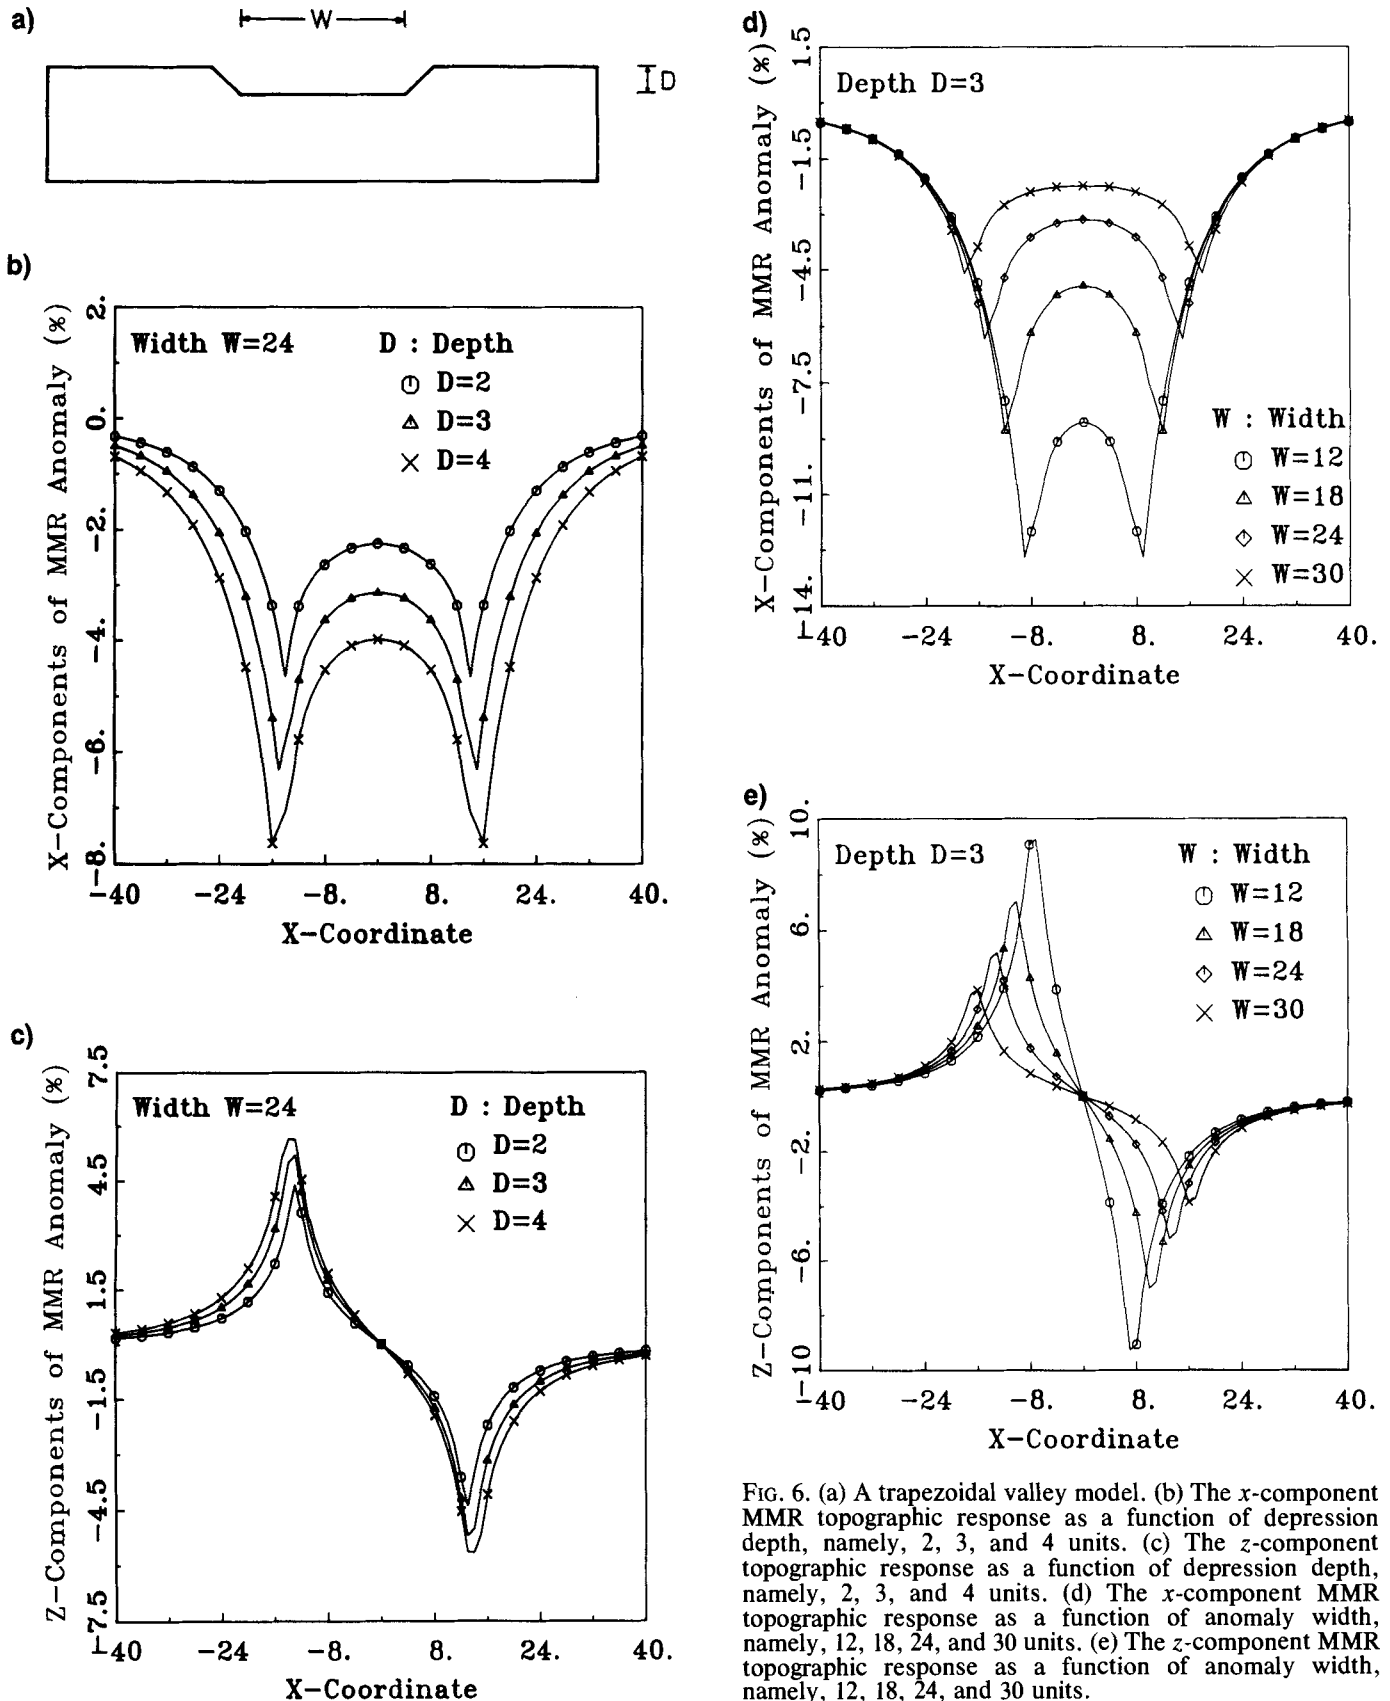 a)
W
D
b)
X-Components of MMR Anomaly (%)
2.
0.
-2.
-4.
-6.
-8.
Width W=24
D : Depth
D=2
D=3
D=4
-40 -24 -8. 8. 24. 40.
X-Coordinate
c)
Z-Components of MMR Anomaly (%)
7.5
4.5
1.5
-1.5
-4.5
-7.5
Width W=24
D : Depth
D=2
D=3
D=4
-40 -24 -8. 8. 24. 40.
X-Coordinate
d)
X-Components of MMR Anomaly (%)
1.5
-1.5
-4.5
-7.5
-11.
-14.
Depth D=3
W : Width
W=12
W=18
W=24
W=30
-40 -24 -8. 8. 24. 40.
X-Coordinate
e)
Z-Components of MMR Anomaly (%)
10.
6.
2.
-2.
-6.
-10
Depth D=3
W : Width
W=12
W=18
W=24
W=30
-40 -24 -8. 8. 24. 40.
X-Coordinate
FIG. 6. (a) A trapezoidal valley model. (b) The x-component
MMR topographic response as a function of depression
depth, namely, 2, 3, and 4 units. (c) The z-component
topographic response as a function of depression depth,
namely, 2, 3, and 4 units. (d) The x-component MMR
topographic response as a function of anomaly width,
namely, 12, 18, 24, and 30 units. (e) The z-component MMR
topographic response as a function of anomaly width,
namely, 12, 18, 24, and 30 units.